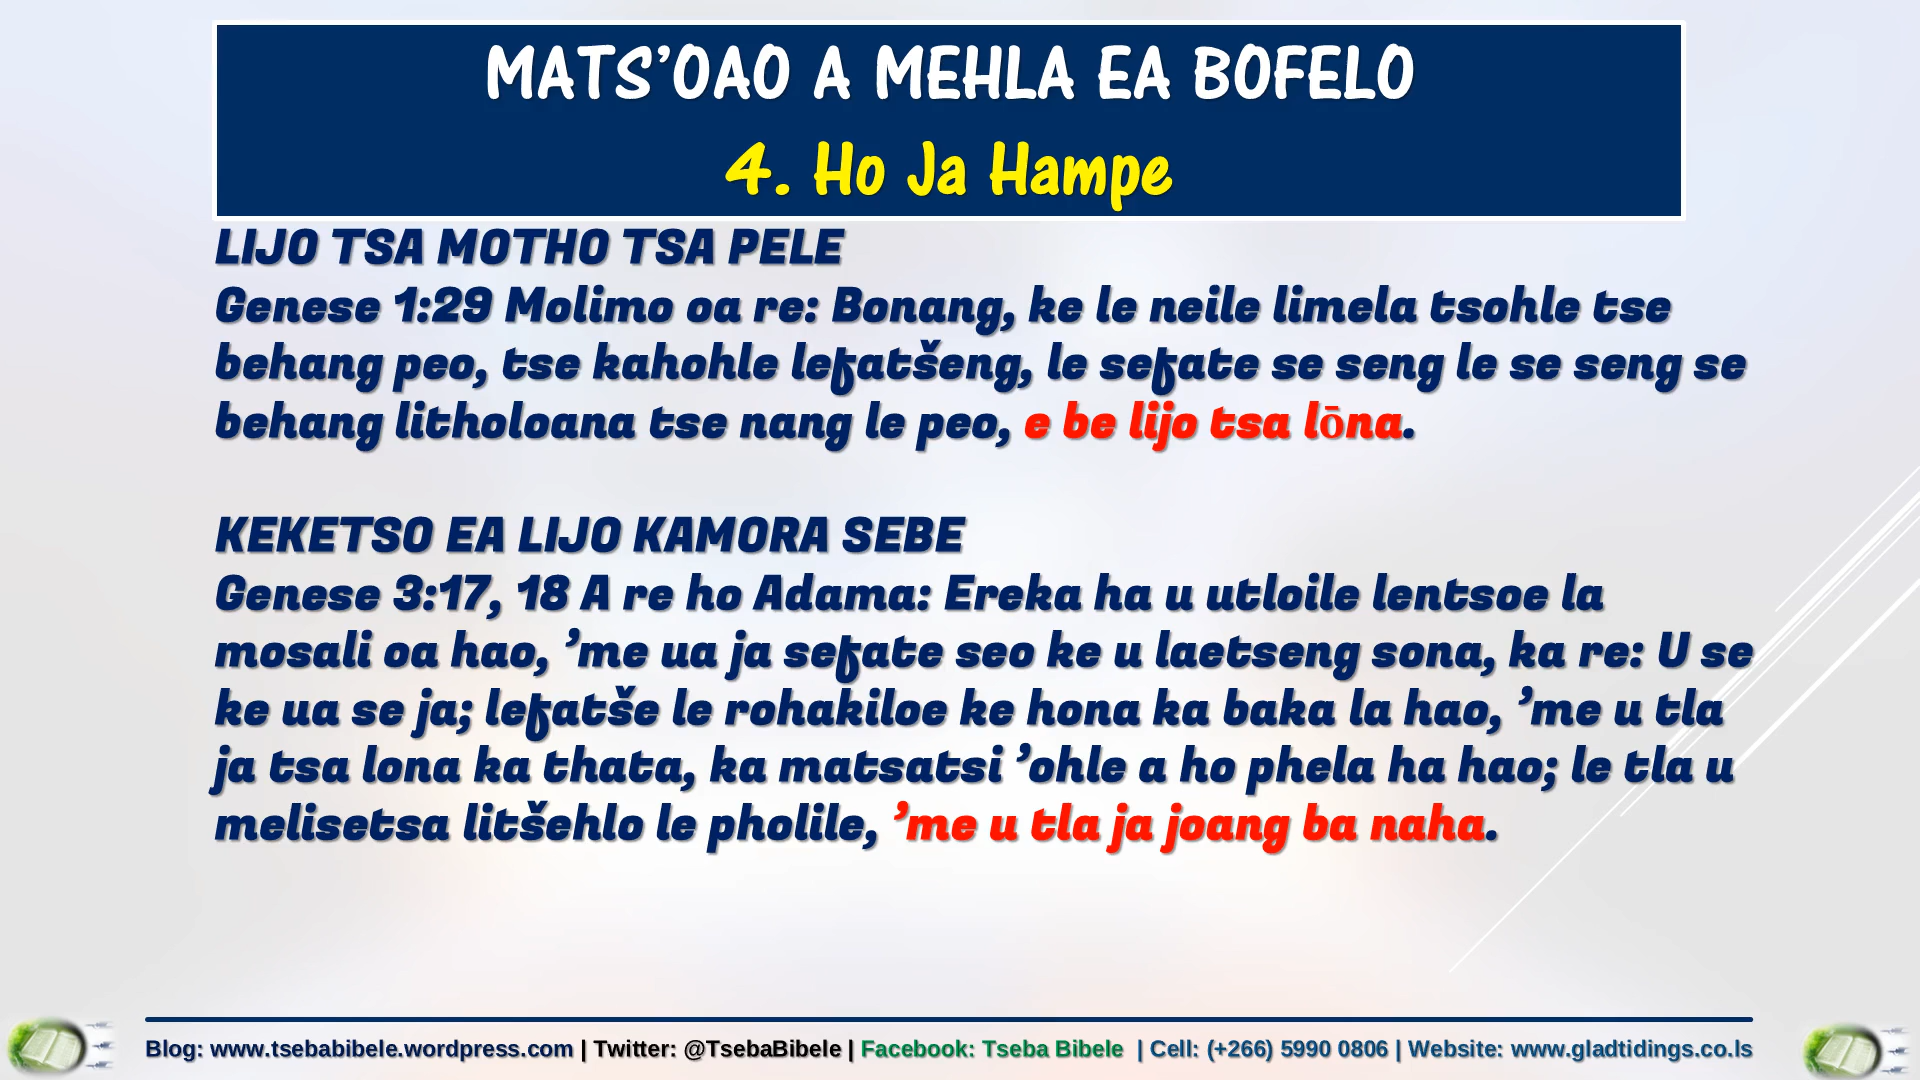 MATS’OAO A MEHLA EA BOFELO
4. Ho Ja Hampe
LIJO TSA MOTHO TSA PELE
Genese 1:29 Molimo oa re: Bonang, ke le neile limela tsohle tse
behang peo, tse kahohle lefatšeng, le sefate se seng le se seng se
behang litholoana tse nang le peo, e be lijo tsa lōna.
KEKETSO EA LIJO KAMORA SEBE
Genese 3:17, 18 A re ho Adama: Ereka ha u utloile lentsoe la
mosali oa hao, ’me ua ja sefate seo ke u laetseng sona, ka re: U se
ke ua se ja; lefatše le rohakiloe ke hona ka baka la hao, ’me u tla
ja tsa lona ka thata, ka matsatsi ’ohle a ho phela ha hao; le tla u
melisetsa litšehlo le pholile, ’me u tla ja joang ba naha.
Blog: www.tsebabibele.wordpress.com | Twitter: @TsebaBibele | Facebook: Tseba Bibele | Cell: (+266) 5990 0806 | Website: www.gladtidings.co.ls